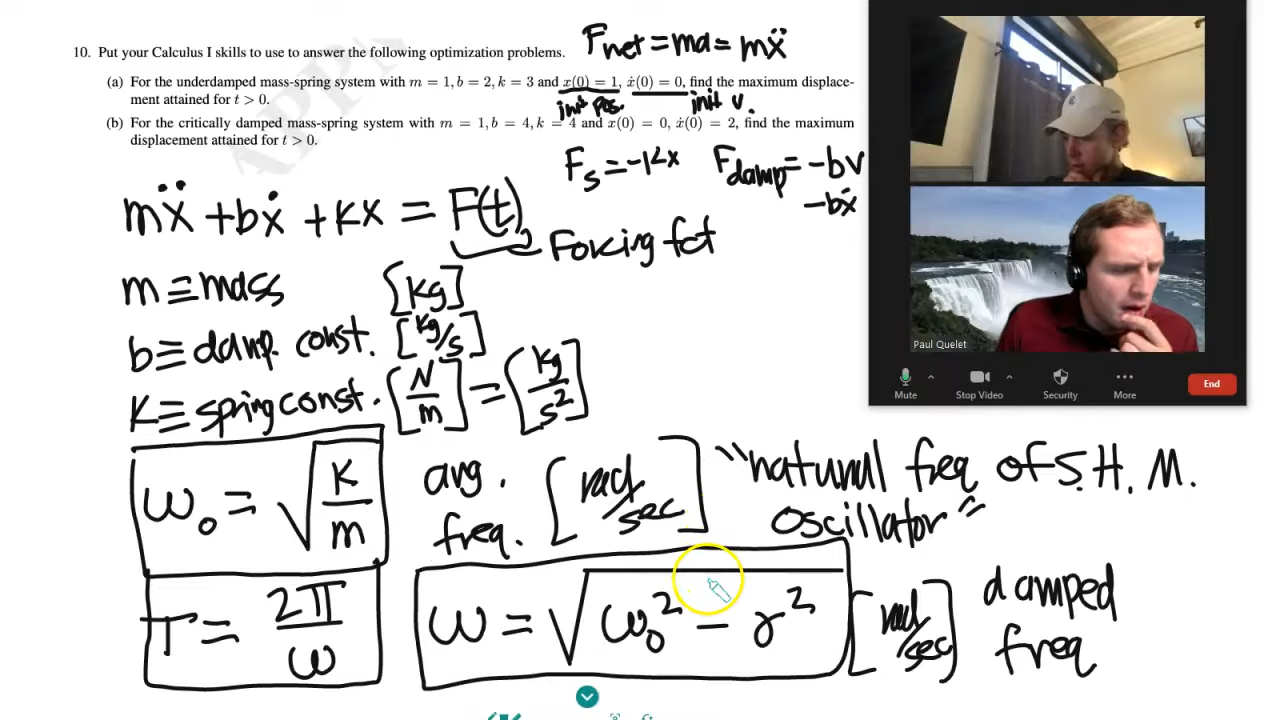 10. Put your Calculus I skills to use to answer the following optimization problems.
(a) For the underdamped mass-spring system with m = 1, b = 2, k = 3 and x(0) = 1, ẋ(0) = 0, find the maximum displace-
ment attained for t > 0.
(b) For the critically damped mass-spring system with m = 1, b = 4, k = 4 and x(0) = 0, ẋ(0) = 2, find the maximum
displacement attained for t > 0.
Fnet = ma = mẍ
init pos. init v.
Fs = -kx Fdamp = -bv
-bẋ
mẍ + bẋ + kx = F(t)
Forcing fct
m ≡ mass [kg]
b ≡ damp. const. [kg/s]
k ≡ spring const. [N/m] = [kg/s²]
ω₀ = √(k/m) ang. freq. [rad/sec] "natural freq of S.H.M.
oscillator"
T = 2π/ω ω = √(ω₀² - γ²) [rad/sec] damped
freq
Paul Quelet
Mute Stop Video Security More End